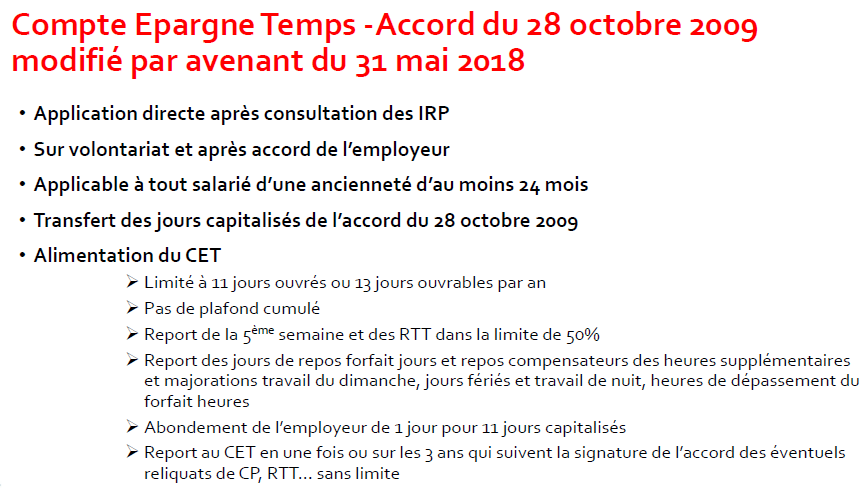 Compte Epargne Temps -Accord du 28 octobre 2009
modifié par avenant du 31 mai 2018
• Application directe après consultation des IRP
• Sur volontariat et après accord de l'employeur
• Applicable à tout salarié d'une ancienneté d'au moins 24 mois
• Transfert des jours capitalisés de l'accord du 28 octobre 2009
• Alimentation du CET
➢ Limité à 11 jours ouvrés ou 13 jours ouvrables par an
➢ Pas de plafond cumulé
➢ Report de la 5ème semaine et des RTT dans la limite de 50%
➢ Report des jours de repos forfait jours et repos compensateurs des heures supplémentaires
et majorations travail du dimanche, jours fériés et travail de nuit, heures de dépassement du
forfait heures
➢ Abondement de l'employeur de 1 jour pour 11 jours capitalisés
➢ Report au CET en une fois ou sur les 3 ans qui suivent la signature de l'accord des éventuels
reliquats de CP, RTT... sans limite